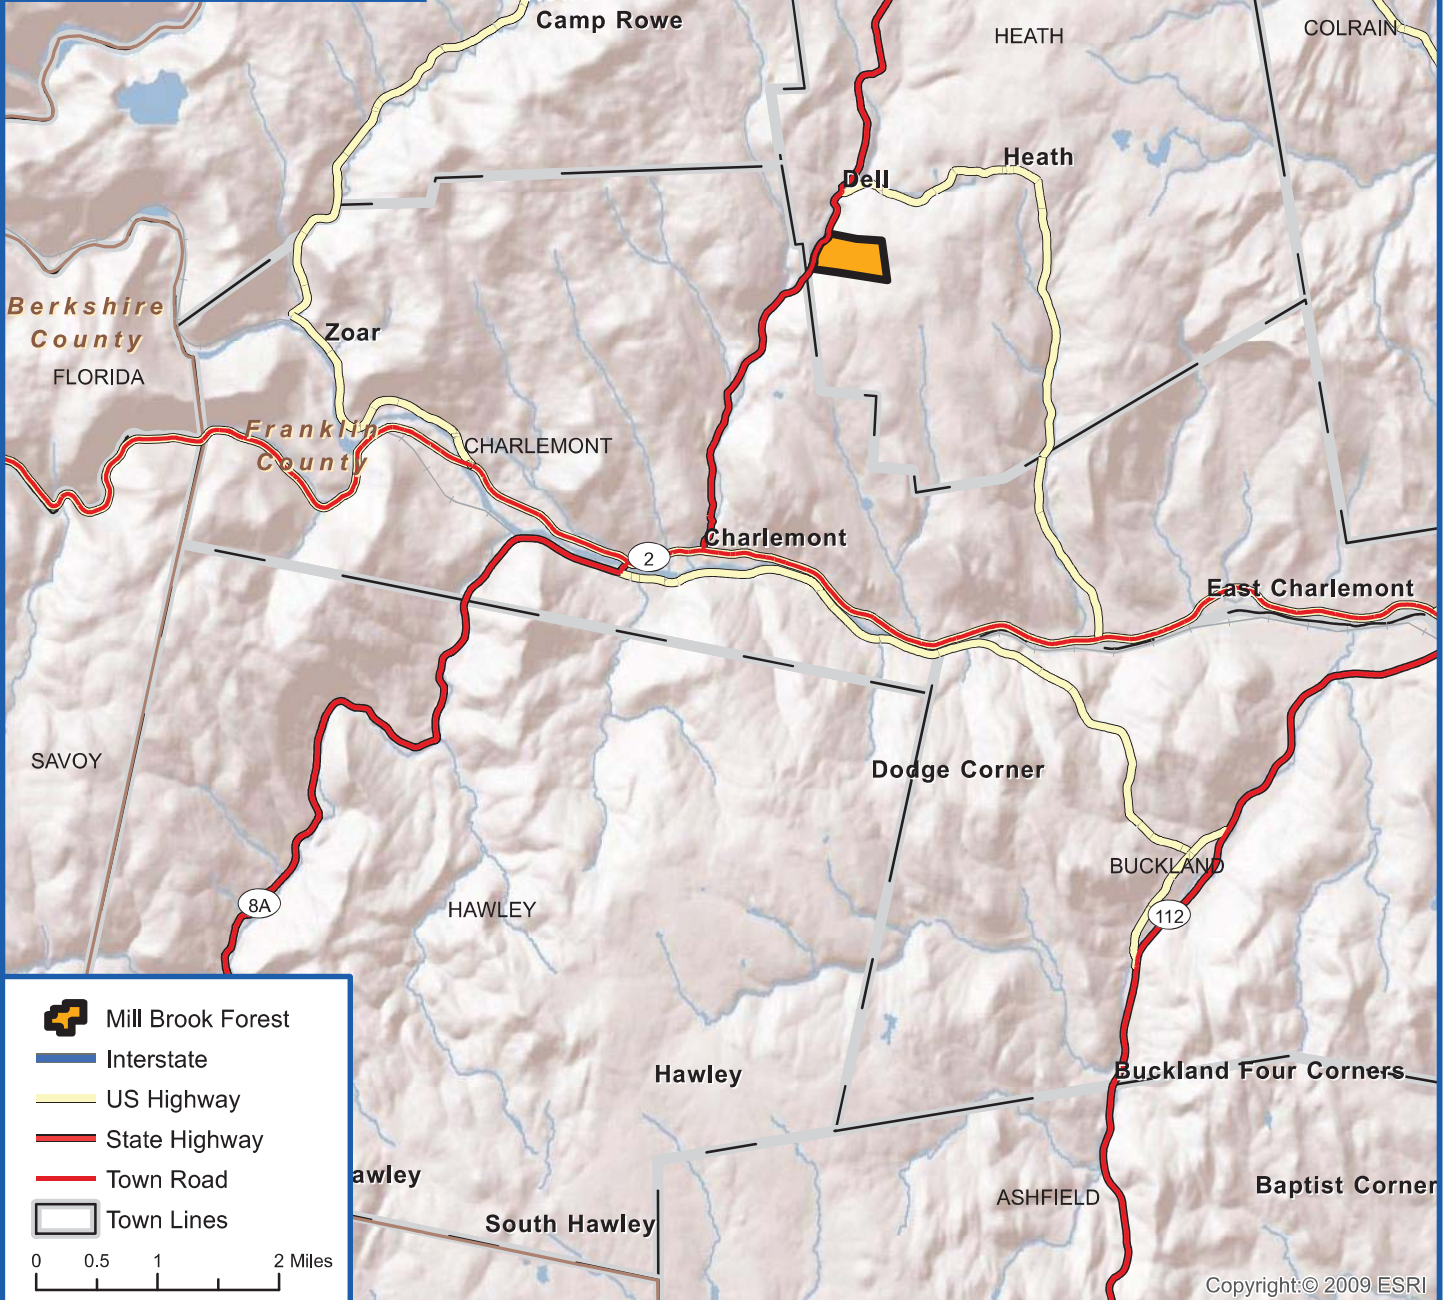 Camp Rowe
HEATH
COLRAIN
Heath
Dell
Berkshire
County
FLORIDA
Zoar
Franklin
County
CHARLEMONT
2
Charlemont
East Charlemont
SAVOY
Dodge Corner
BUCKLAND
8A
HAWLEY
112
Hawley
Buckland Four Corners
awley
South Hawley
ASHFIELD
Baptist Corner
Mill Brook Forest
Interstate
US Highway
State Highway
Town Road
Town Lines
0 0.5 1 2 Miles
Copyright:© 2009 ESRI